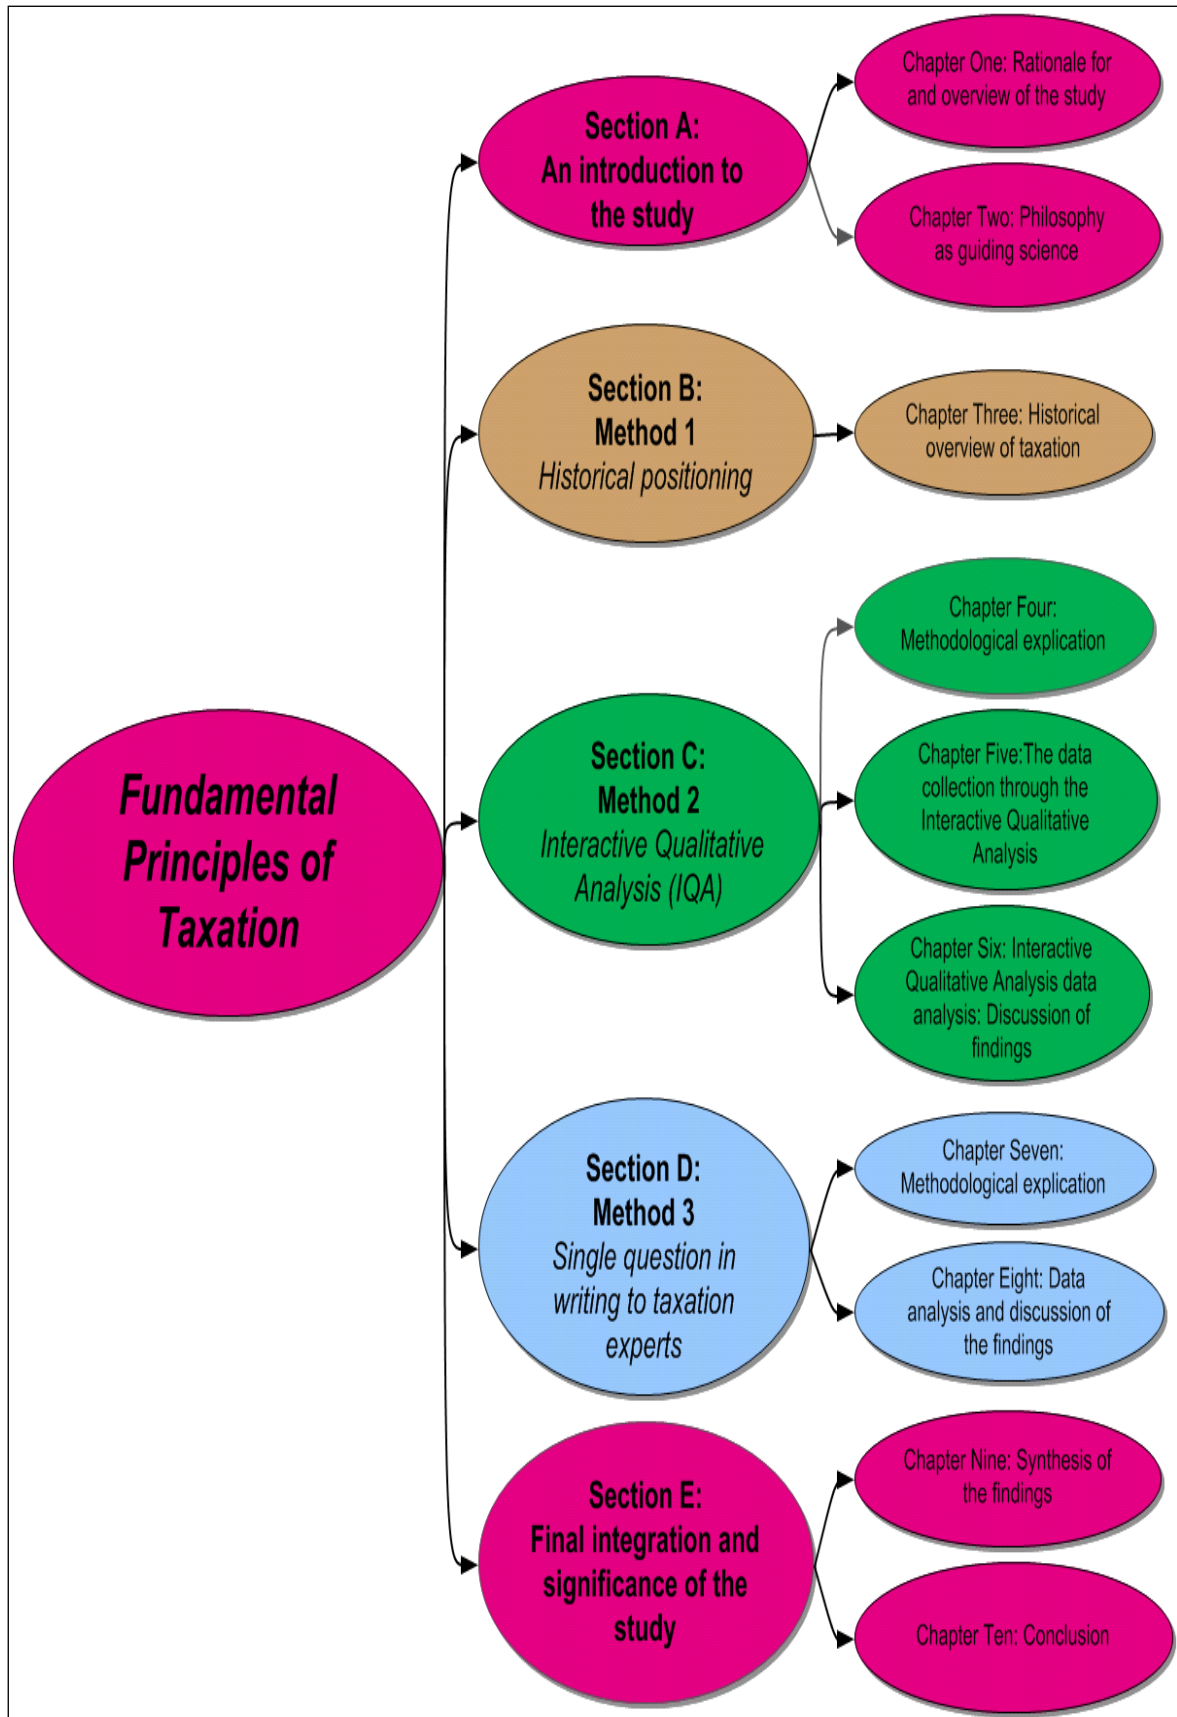 Fundamental
Principles of
Taxation
Section A:
An introduction to
the study
Chapter One: Rationale for
and overview of the study
Chapter Two: Philosophy
as guiding science
Section B:
Method 1
Historical positioning
Chapter Three: Historical
overview of taxation
Section C:
Method 2
Interactive Qualitative
Analysis (IQA)
Chapter Four:
Methodological explication
Chapter Five:The data
collection through the
Interactive Qualitative
Analysis
Chapter Six: Interactive
Qualitative Analysis data
analysis: Discussion of
findings
Section D:
Method 3
Single question in
writing to taxation
experts
Chapter Seven:
Methodological explication
Chapter Eight: Data
analysis and discussion of
the findings
Section E:
Final integration and
significance of the
study
Chapter Nine: Synthesis of
the findings
Chapter Ten: Conclusion